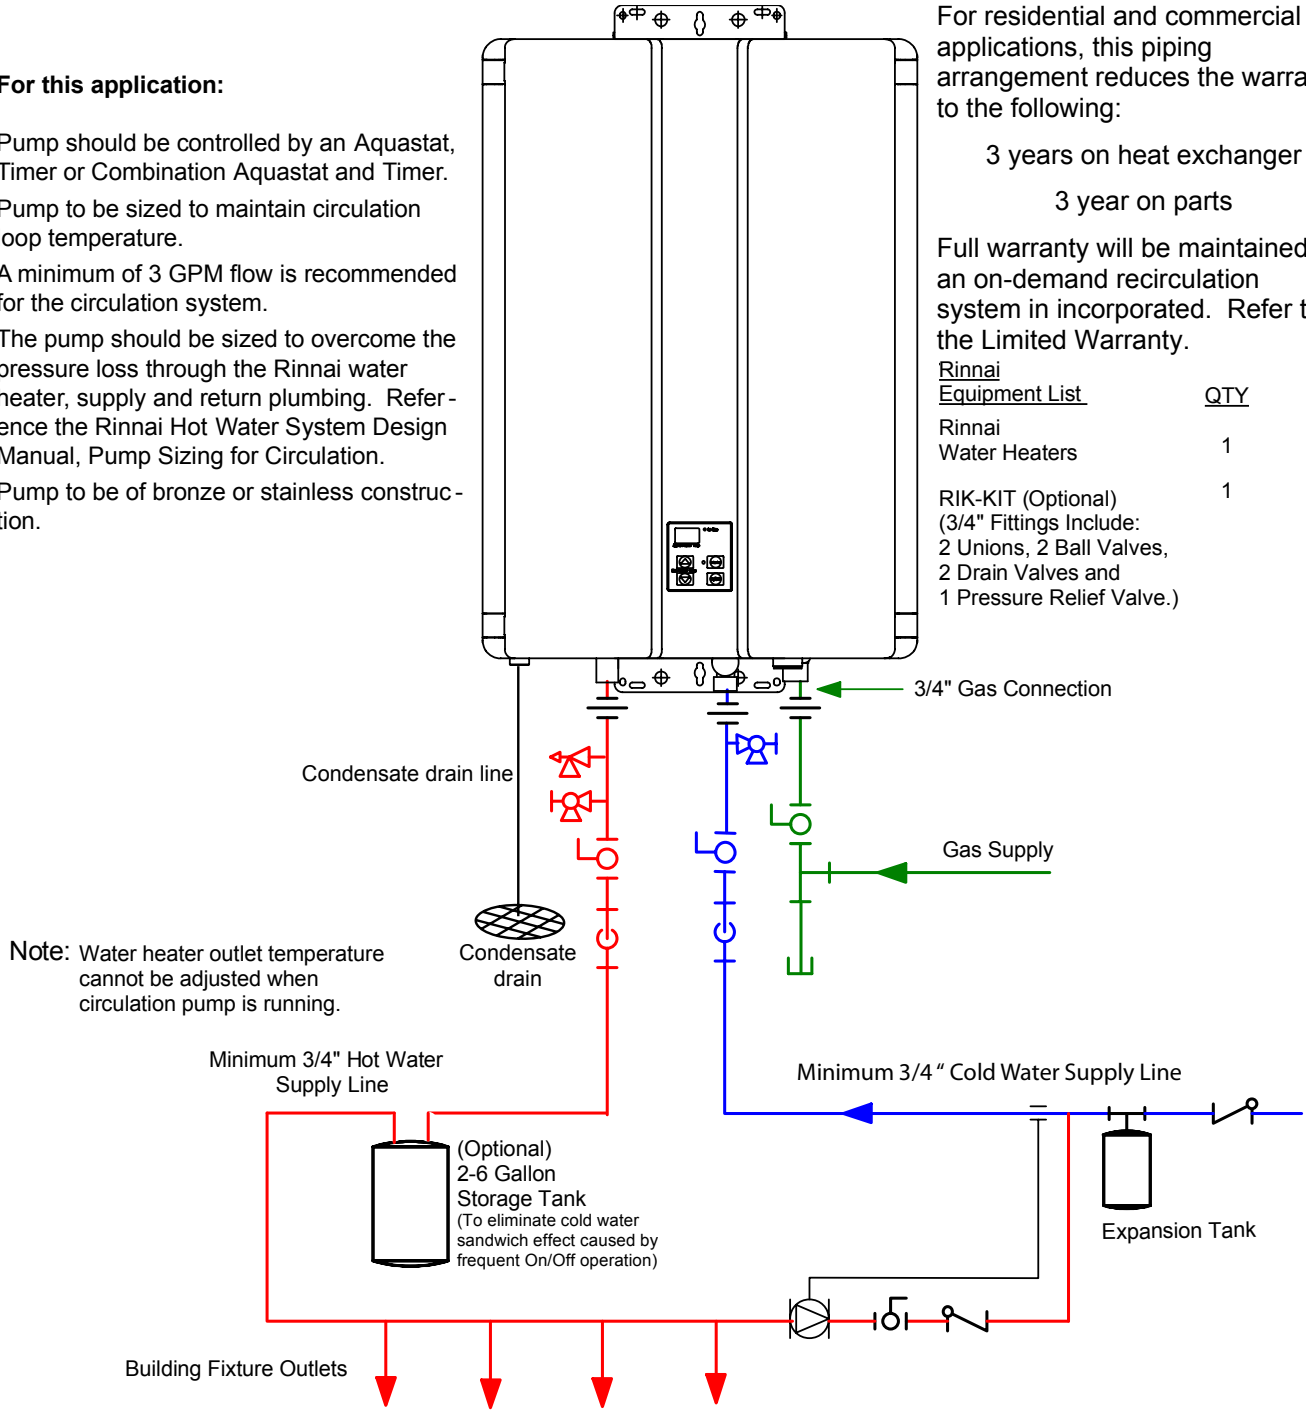 For this application:
Pump should be controlled by an Aquastat,
Timer or Combination Aquastat and Timer.
Pump to be sized to maintain circulation
loop temperature.
A minimum of 3 GPM flow is recommended
for the circulation system.
The pump should be sized to overcome the
pressure loss through the Rinnai water
heater, supply and return plumbing.  Refer-
ence the Rinnai Hot Water System Design
Manual, Pump Sizing for Circulation.
Pump to be of bronze or stainless construc-
tion.
For residential and commercial
applications, this piping
arrangement reduces the warra
to the following:
3 years on heat exchanger
3 year on parts
Full warranty will be maintained
an on-demand recirculation
system in incorporated.  Refer t
the Limited Warranty.
Rinnai
Equipment List QTY
Rinnai
Water Heaters 1
RIK-KIT (Optional) 1
(3/4" Fittings Include:
2 Unions, 2 Ball Valves,
2 Drain Valves and
1 Pressure Relief Valve.)
3/4" Gas Connection
Condensate drain line
Gas Supply
Condensate
drain
Note: Water heater outlet temperature
cannot be adjusted when
circulation pump is running.
Minimum 3/4" Hot Water
Supply Line
Minimum 3/4 " Cold Water Supply Line
(Optional)
2-6 Gallon
Storage Tank
(To eliminate cold water
sandwich effect caused by
frequent On/Off operation)
Expansion Tank
Building Fixture Outlets